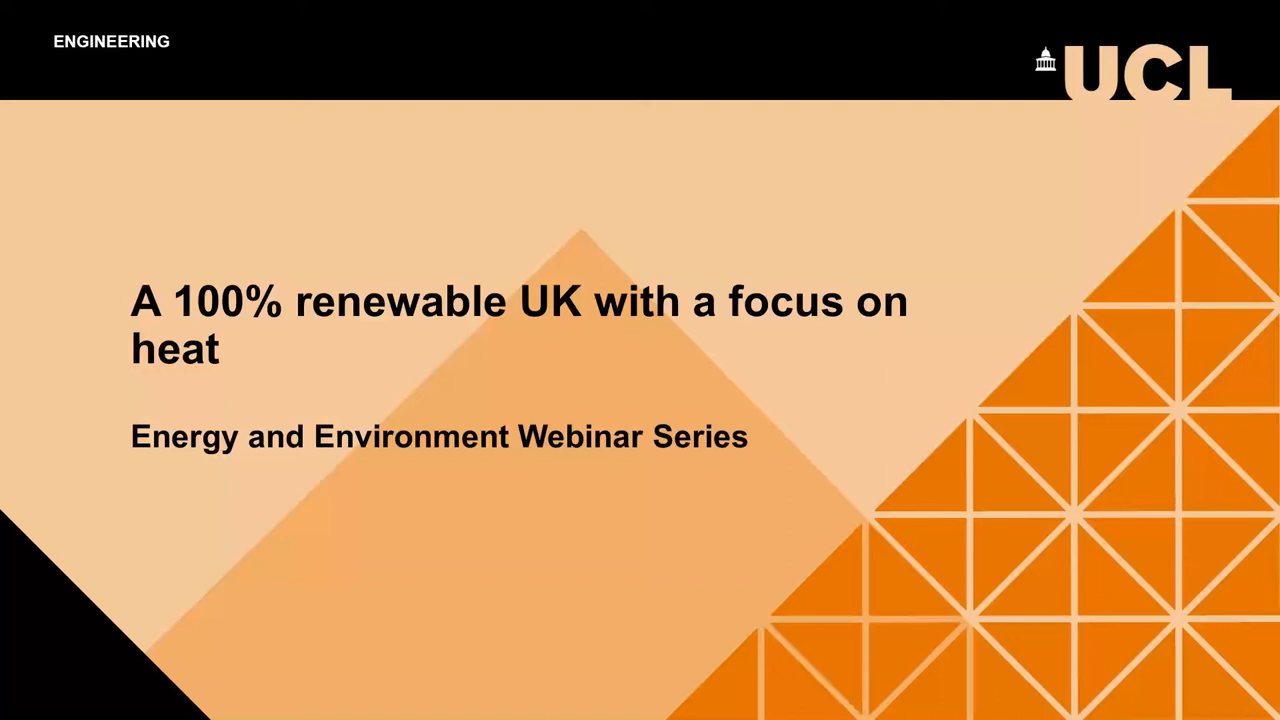 ENGINEERING
UCL
A 100% renewable UK with a focus on
heat
Energy and Environment Webinar Series